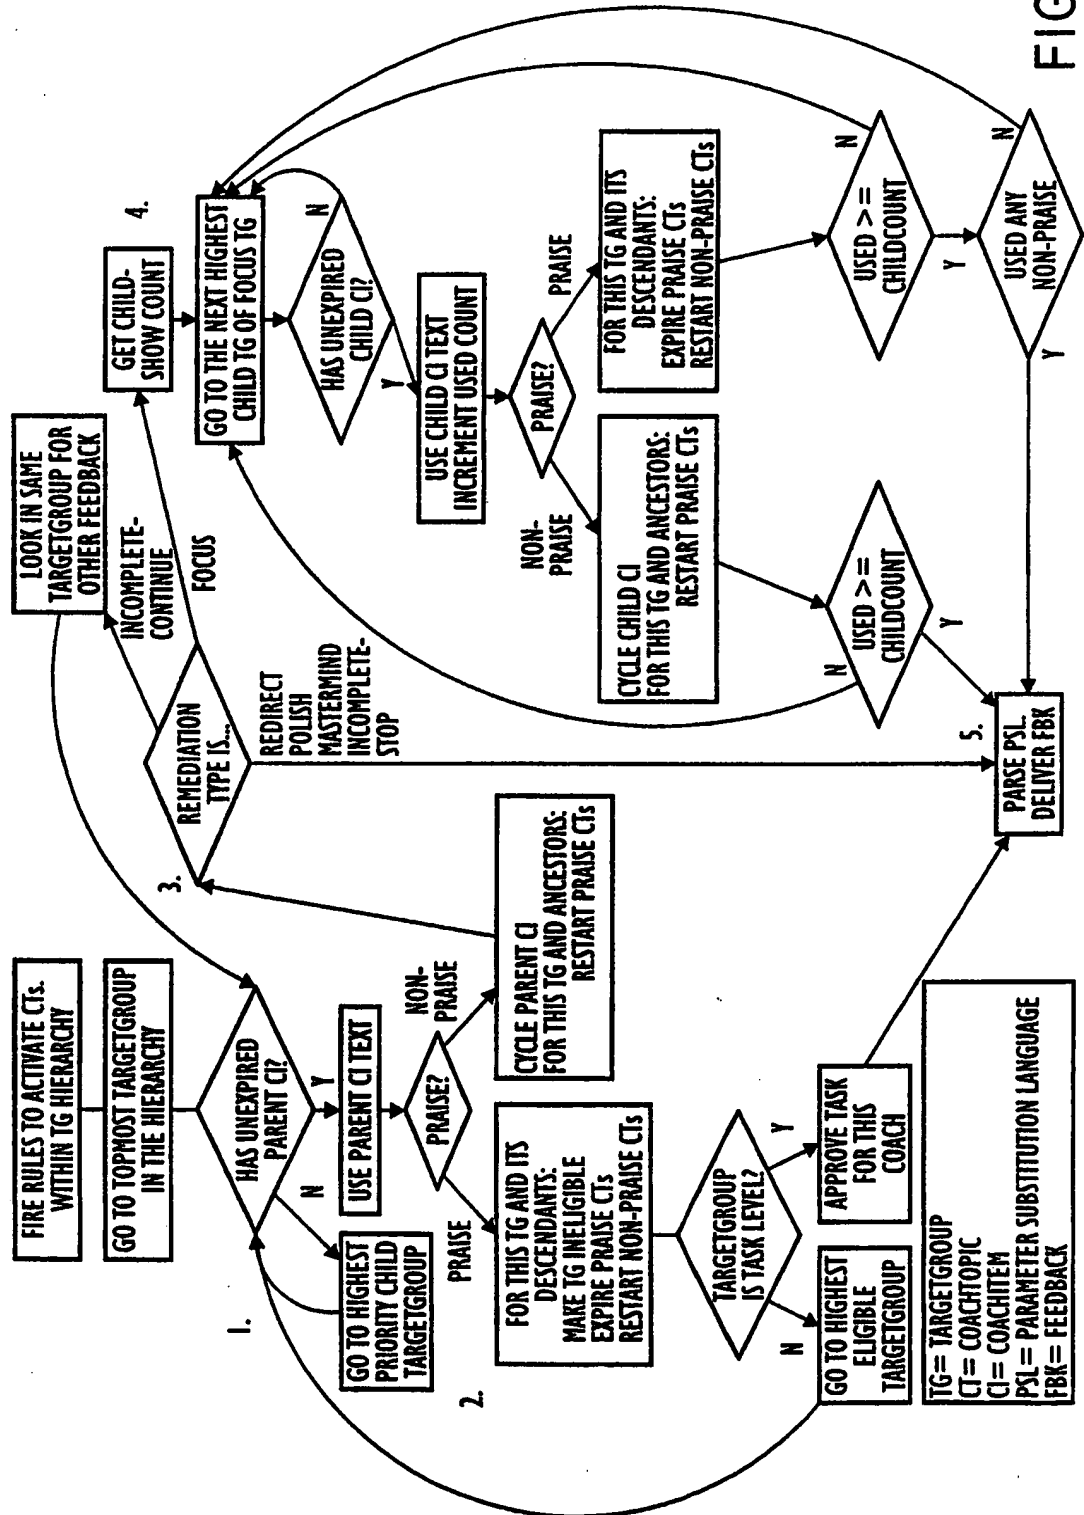 FIRE RULES TO ACTIVATE CTs.
WITHIN TG HIERARCHY
GO TO TOPMOST TARGETGROUP
IN THE HIERARCHY
1.
HAS UNEXPIRED
PARENT CI?
N
Y
GO TO HIGHEST
PRIORITY CHILD
TARGETGROUP
USE PARENT CI TEXT
2.
PRAISE?
PRAISE
NON-
PRAISE
FOR THIS TG AND ITS
DESCENDANTS:
MAKE TG INELIGIBLE
EXPIRE PRAISE CTs
RESTART NON-PRAISE CTs
CYCLE PARENT CI
FOR THIS TG AND ANCESTORS:
RESTART PRAISE CTs
TARGETGROUP
IS TASK LEVEL?
N
Y
GO TO HIGHEST
ELIGIBLE
TARGETGROUP
APPROVE TASK
FOR THIS
COACH
TG= TARGETGROUP
CT= COACHTOPIC
CI= COACHITEM
PSL= PARAMETER SUBSTITUTION LANGUAGE
FBK= FEEDBACK
3.
REMEDIATION
TYPE IS...
LOOK IN SAME
TARGETGROUP FOR
OTHER FEEDBACK
INCOMPLETE-
CONTINUE
FOCUS
REDIRECT
POLISH
MASTERMIND
INCOMPLETE-
STOP
4.
GET CHILD-
SHOW COUNT
GO TO THE NEXT HIGHEST
CHILD TG OF FOCUS TG
HAS UNEXPIRED
CHILD CI?
N
Y
USE CHILD CI TEXT
INCREMENT USED COUNT
PRAISE?
NON-
PRAISE
PRAISE
CYCLE CHILD CI
FOR THIS TG AND ANCESTORS:
RESTART PRAISE CTs
FOR THIS TG AND ITS
DESCENDANTS:
EXPIRE PRAISE CTs
RESTART NON-PRAISE CTs
USED >=
CHILDCOUNT
N
Y
USED >=
CHILDCOUNT
N
Y
USED ANY
NON-PRAISE
N
Y
5.
PARSE PSL.
DELIVER FBK
FIG